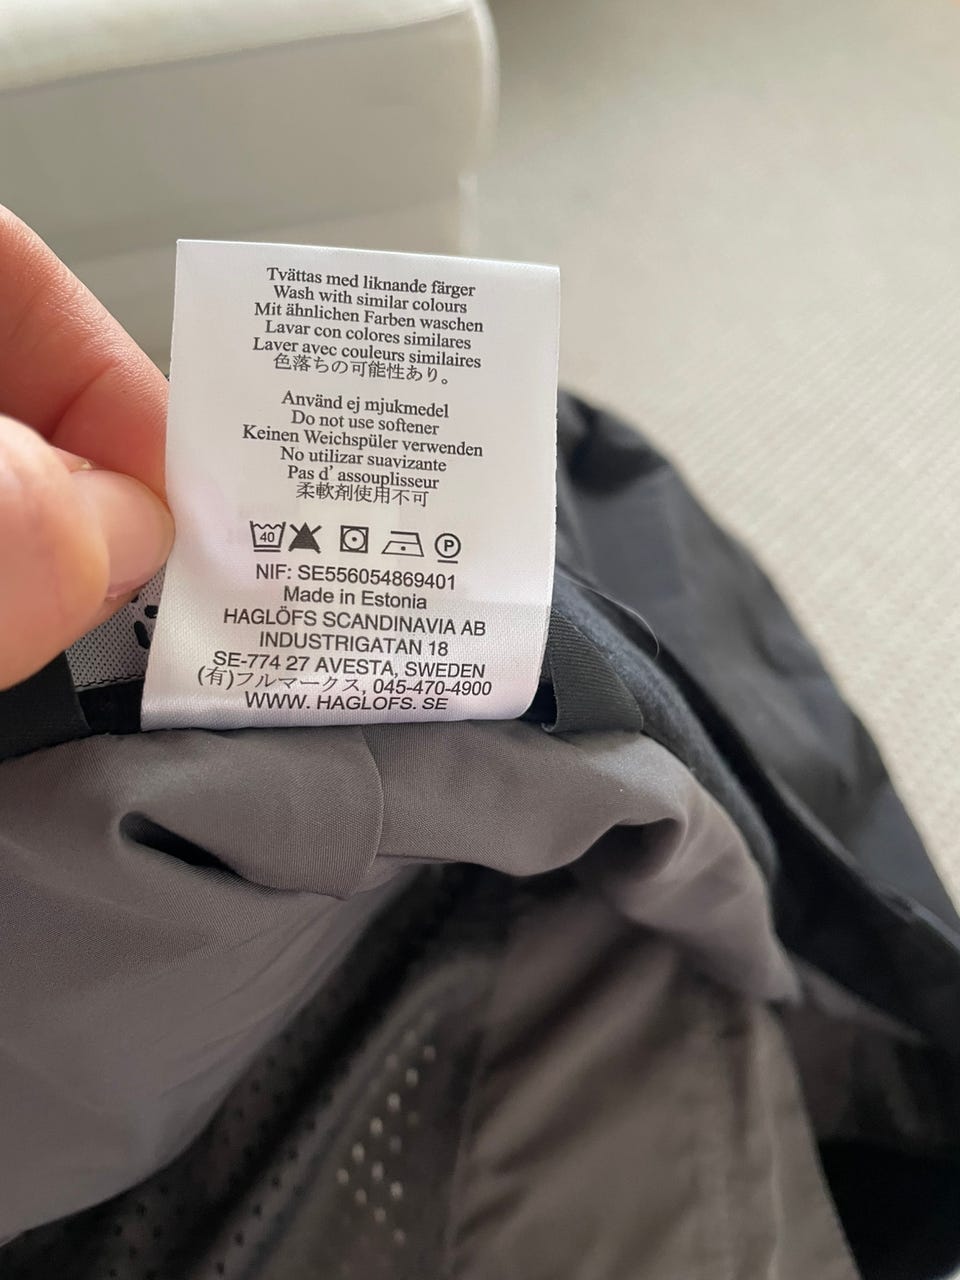 Tvättas med liknande färger
Wash with similar colours
Mit ähnlichen Farben waschen
Lavar con colores similares
Laver avec couleurs similaires
色落ちの可能性あり。
Använd ej mjukmedel
Do not use softener
Keinen Weichspüler verwenden
No utilizar suavizante
Pas d' assouplisseur
柔軟剤使用不可
40 P
NIF: SE556054869401
Made in Estonia
HAGLÖFS SCANDINAVIA AB
INDUSTRIGATAN 18
SE-774 27 AVESTA, SWEDEN
(有)フルマークス, 045-470-4900
WWW. HAGLOFS. SE